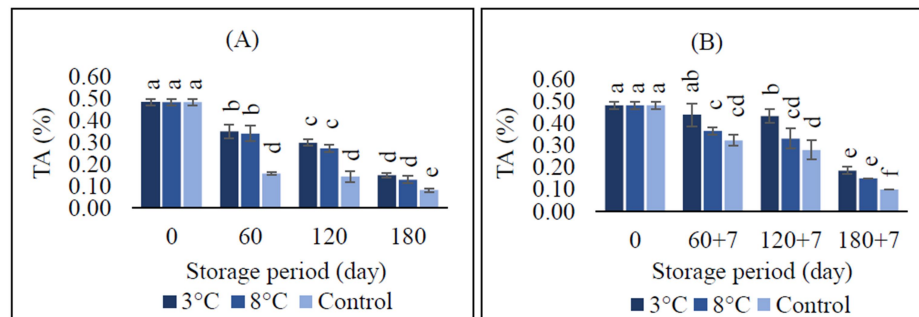 (A)
TA (%)
0.60
0.50
0.40
0.30
0.20
0.10
0.00
a a a
b b d
c c d
d d e
0 60 120 180
Storage period (day)
3°C 8°C Control
(B)
TA (%)
0.60
0.50
0.40
0.30
0.20
0.10
0.00
a a a
ab c cd
b cd d
e e f
0 60+7 120+7 180+7
Storage period (day)
3°C 8°C Control